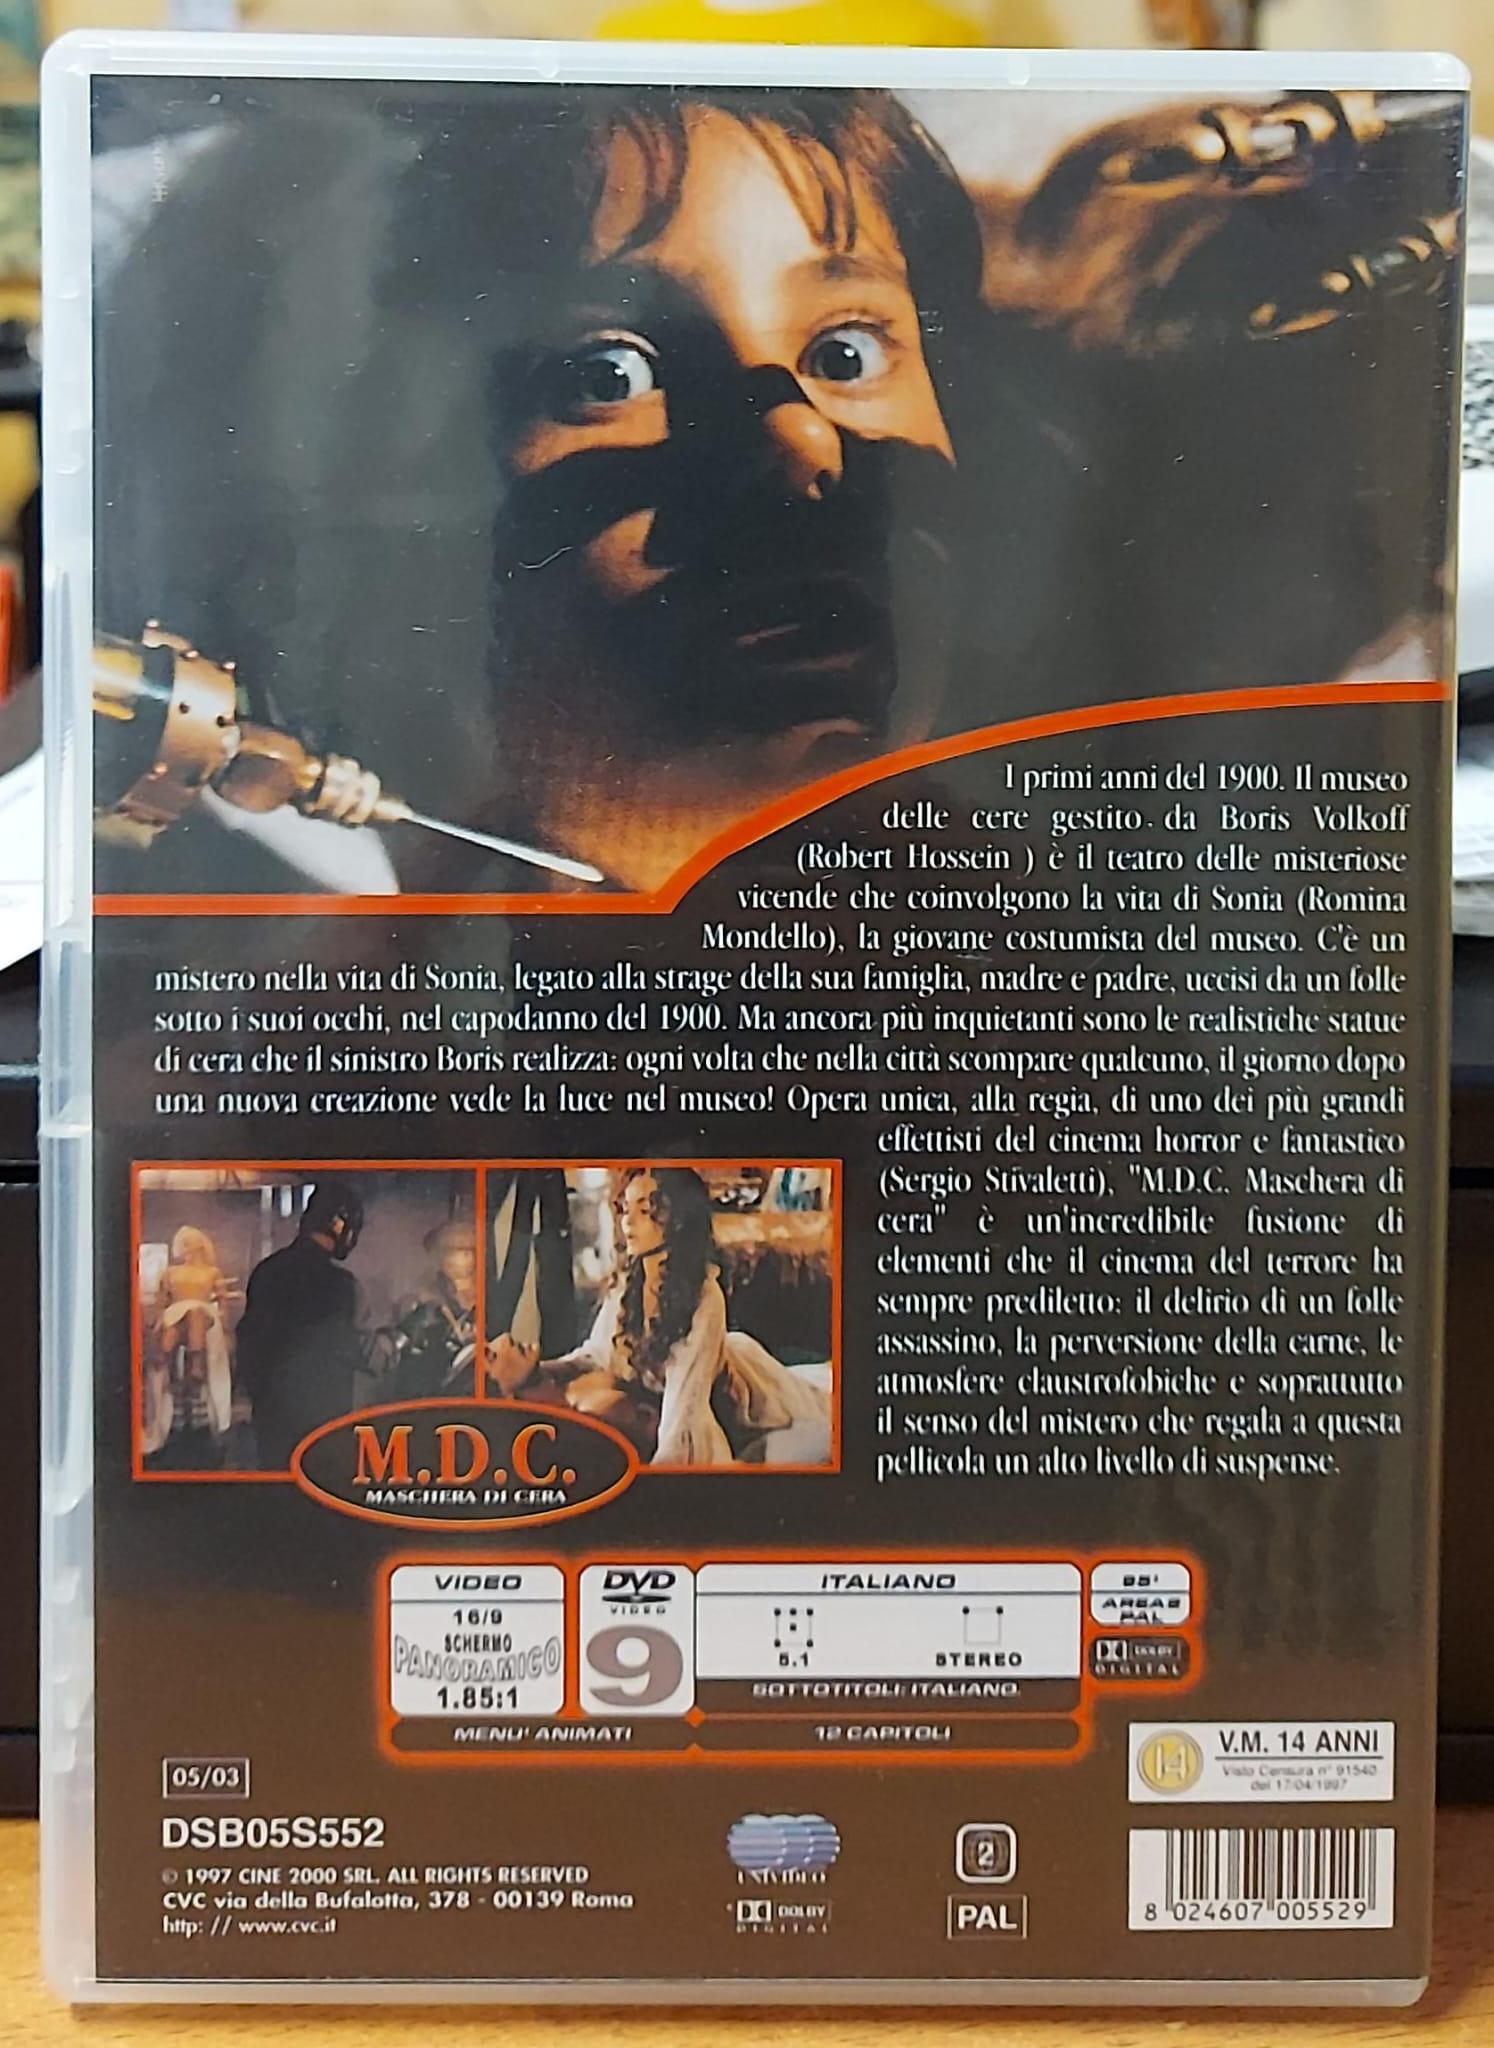 I primi anni del 1900. Il museo
delle cere gestito da Boris Volkoff
(Robert Hossein ) è il teatro delle misteriose
vicende che coinvolgono la vita di Sonia (Romina
Mondello), la giovane costumista del museo. C'è un
mistero nella vita di Sonia, legato alla strage della sua famiglia, madre e padre, uccisi da un folle
sotto i suoi occhi, nel capodanno del 1900. Ma ancora più inquietanti sono le realistiche statue
di cera che il sinistro Boris realizza: ogni volta che nella città scompare qualcuno, il giorno dopo
una nuova creazione vede la luce nel museo! Opera unica, alla regia, di uno dei più grandi
effettisti del cinema horror e fantastico
(Sergio Stivaletti), "M.D.C. Maschera di
cera" è un'incredibile fusione di
elementi che il cinema del terrore ha
sempre prediletto: il delirio di un folle
assassino, la perversione della carne, le
atmosfere claustrofobiche e soprattutto
il senso del mistero che regala a questa
pellicola un alto livello di suspense.
M.D.C.
MASCHERA DI CERA
VIDEO
16/9
SCHERMO
PANORAMICO
1.85:1
DVD
VIDEO
9
ITALIANO
5.1
STEREO
SOTTOTITOLI: ITALIANO
95'
AREA2
PAL
DOLBY
DIGITAL
MENU' ANIMATI
12 CAPITOLI
V.M. 14 ANNI
14
Visto Censura n° 91540
del 17/04/1997
05/03
DSB05S552
© 1997 CINE 2000 SRL. ALL RIGHTS RESERVED
CVC via della Bufalotta, 378 - 00139 Roma
http: // www.cvc.it
UNIVIDEO
DOLBY
DIGITAL
2
PAL
8 024607 005529